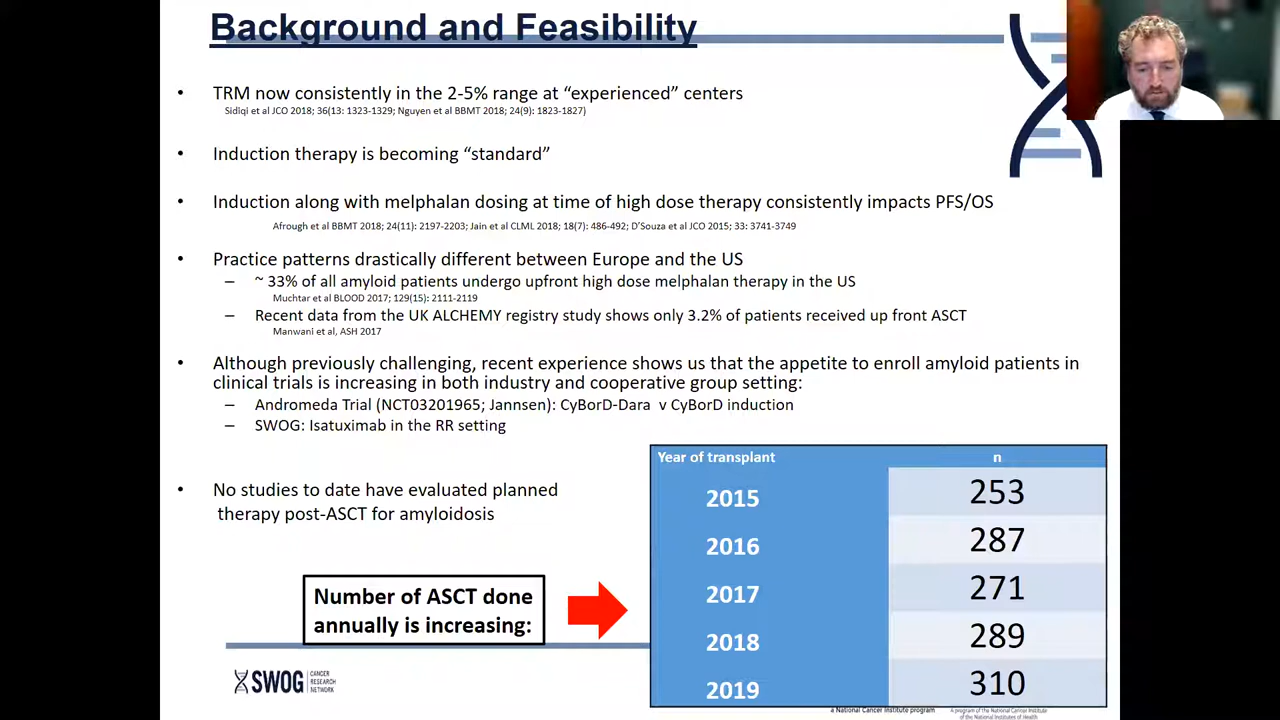 Background and Feasibility
• TRM now consistently in the 2-5% range at “experienced” centers
Sidiqi et al JCO 2018; 36(13: 1323-1329; Nguyen et al BBMT 2018; 24(9): 1823-1827)
• Induction therapy is becoming “standard”
• Induction along with melphalan dosing at time of high dose therapy consistently impacts PFS/OS
Afrough et al BBMT 2018; 24(11): 2197-2203; Jain et al CLML 2018; 18(7): 486-492; D’Souza et al JCO 2015; 33: 3741-3749
• Practice patterns drastically different between Europe and the US
– ~ 33% of all amyloid patients undergo upfront high dose melphalan therapy in the US
Muchtar et al BLOOD 2017; 129(15): 2111-2119
– Recent data from the UK ALCHEMY registry study shows only 3.2% of patients received up front ASCT
Manwani et al, ASH 2017
• Although previously challenging, recent experience shows us that the appetite to enroll amyloid patients in
clinical trials is increasing in both industry and cooperative group setting:
– Andromeda Trial (NCT03201965; Jannsen): CyBorD-Dara v CyBorD induction
– SWOG: Isatuximab in the RR setting
• No studies to date have evaluated planned
therapy post-ASCT for amyloidosis
Number of ASCT done
annually is increasing:
Year of transplant n
2015 253
2016 287
2017 271
2018 289
2019 310
SWOG
CANCER
RESEARCH
NETWORK
a National Cancer Institute program
A program of the National Cancer Institute
of the National Institutes of Health